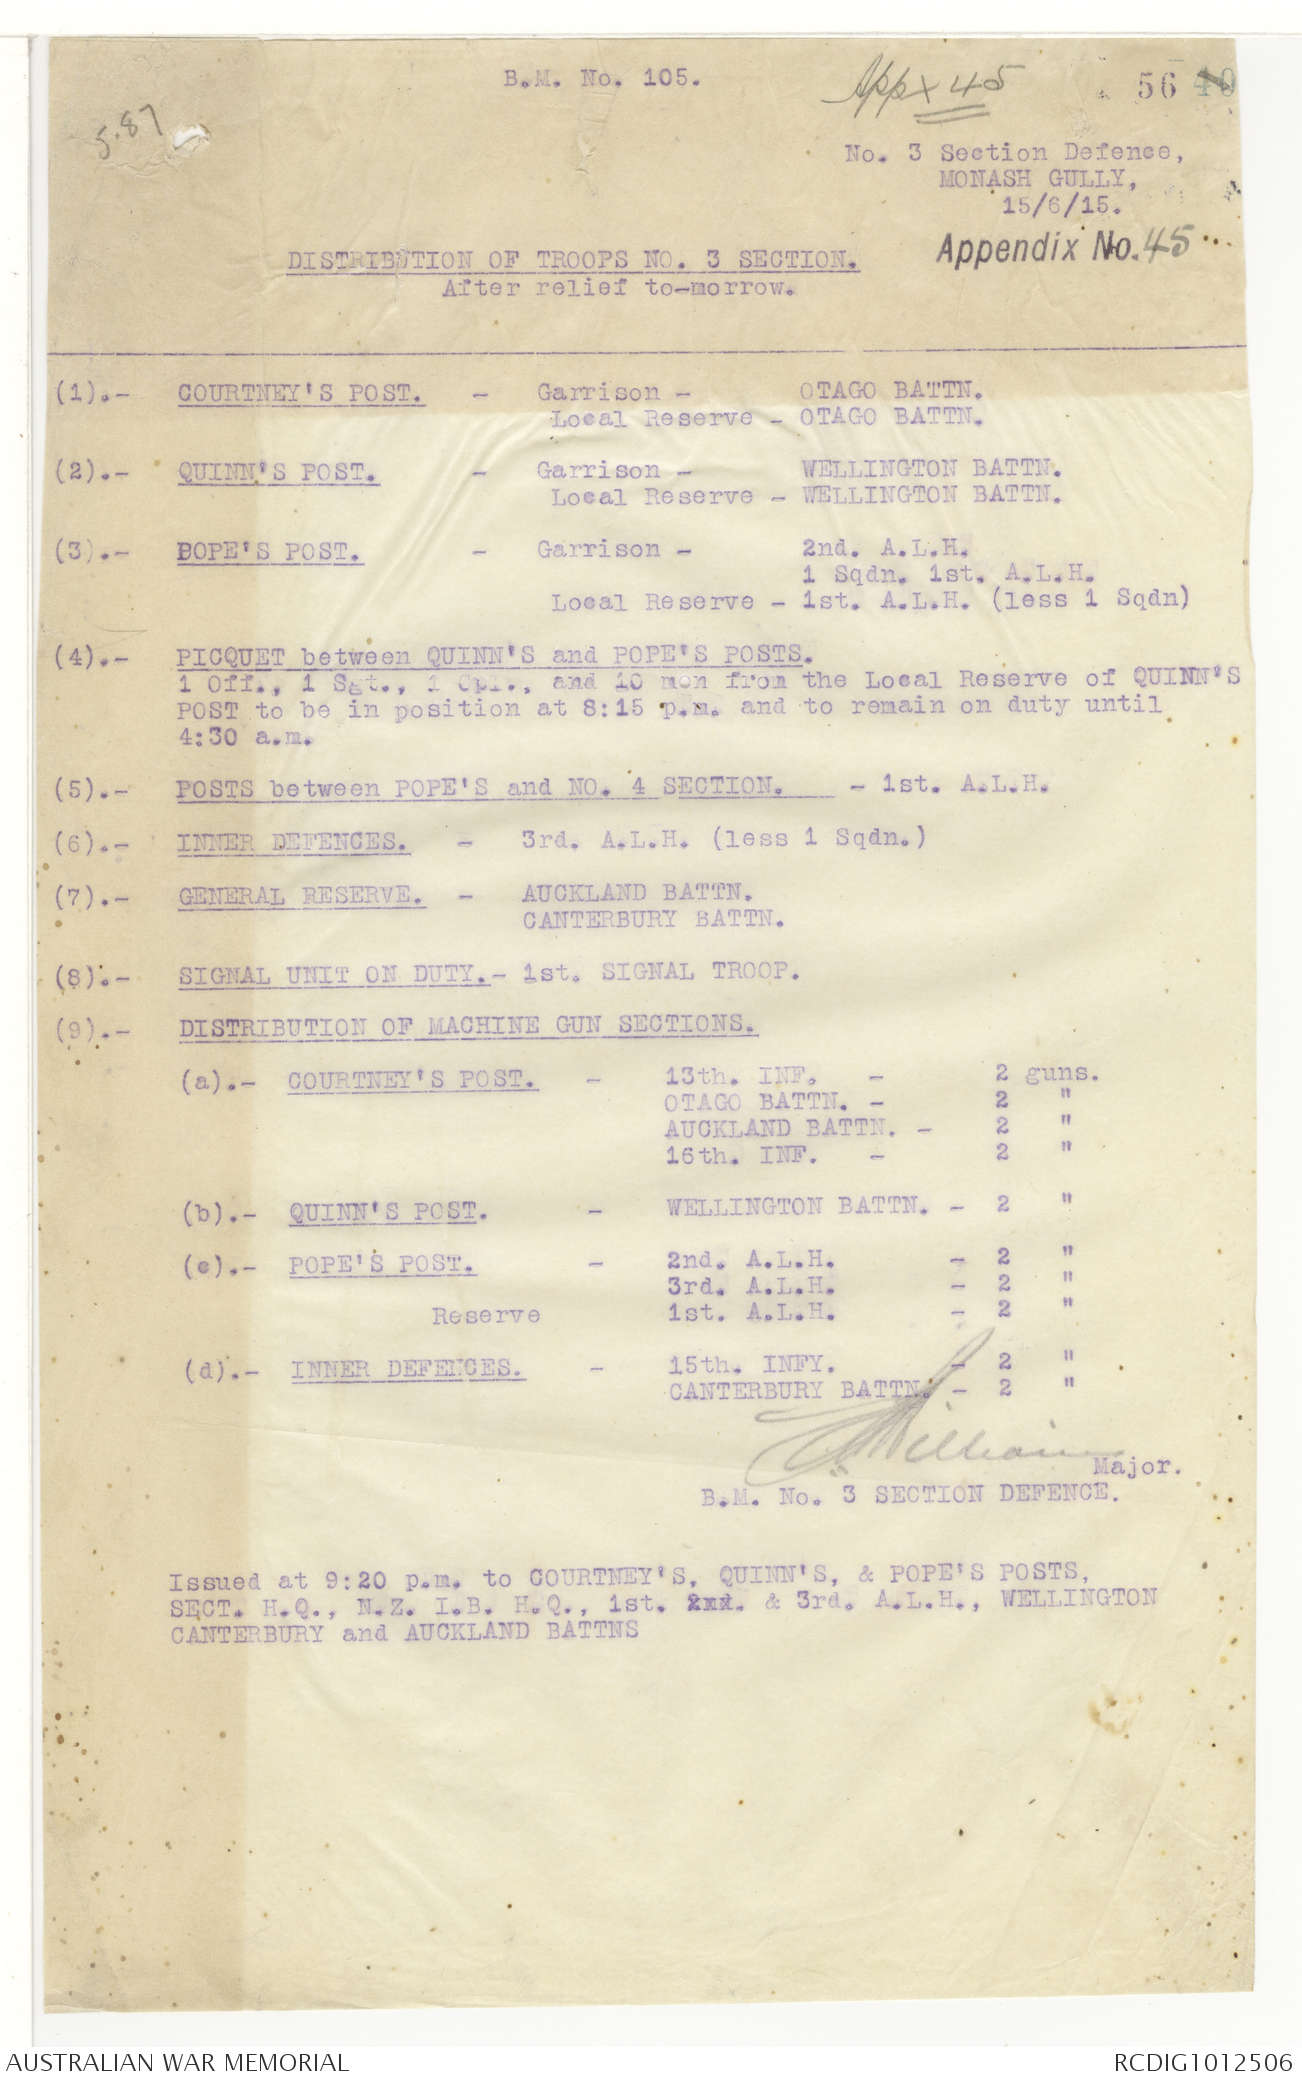 B.M. No. 105.
Appx 45
56 40
5.87
No. 3 Section Defence,
MONASH GULLY,
15/6/15.
Appendix No. 45
DISTRIBUTION OF TROOPS NO. 3 SECTION.
After relief to-morrow.
(1).- COURTNEY'S POST. - Garrison - OTAGO BATTN.
Local Reserve - OTAGO BATTN.
(2).- QUINN'S POST. - Garrison - WELLINGTON BATTN.
Local Reserve - WELLINGTON BATTN.
(3).- POPE'S POST. - Garrison - 2nd. A.L.H.
1 Sqdn. 1st. A.L.H.
Local Reserve - 1st. A.L.H. (less 1 Sqdn)
(4).- PICQUET between QUINN'S and POPE'S POSTS.
1 Off., 1 Sgt., 1 Cpl., and 10 men from the Local Reserve of QUINN'S
POST to be in position at 8:15 p.m. and to remain on duty until
4:30 a.m.
(5).- POSTS between POPE'S and NO. 4 SECTION. - 1st. A.L.H.
(6).- INNER DEFENCES. - 3rd. A.L.H. (less 1 Sqdn.)
(7).- GENERAL RESERVE. - AUCKLAND BATTN.
CANTERBURY BATTN.
(8).- SIGNAL UNIT ON DUTY.- 1st. SIGNAL TROOP.
(9).- DISTRIBUTION OF MACHINE GUN SECTIONS.
(a).- COURTNEY'S POST. - 13th. INF. - 2 guns.
OTAGO BATTN. - 2 "
AUCKLAND BATTN. - 2 "
16th. INF. - 2 "
(b).- QUINN'S POST. - WELLINGTON BATTN. - 2 "
(c).- POPE'S POST. - 2nd. A.L.H. - 2 "
3rd. A.L.H. - 2 "
Reserve 1st. A.L.H. - 2 "
(d).- INNER DEFENCES. - 15th. INFY. - 2 "
CANTERBURY BATTN. - 2 "
Major.
B.M. No. 3 SECTION DEFENCE.
Issued at 9:20 p.m. to COURTNEY'S, QUINN'S, & POPE'S POSTS,
SECT. H.Q., N.Z. I.B. H.Q., 1st. 2nd. & 3rd. A.L.H., WELLINGTON
CANTERBURY and AUCKLAND BATTNS
AUSTRALIAN WAR MEMORIAL
RCDIG1012506